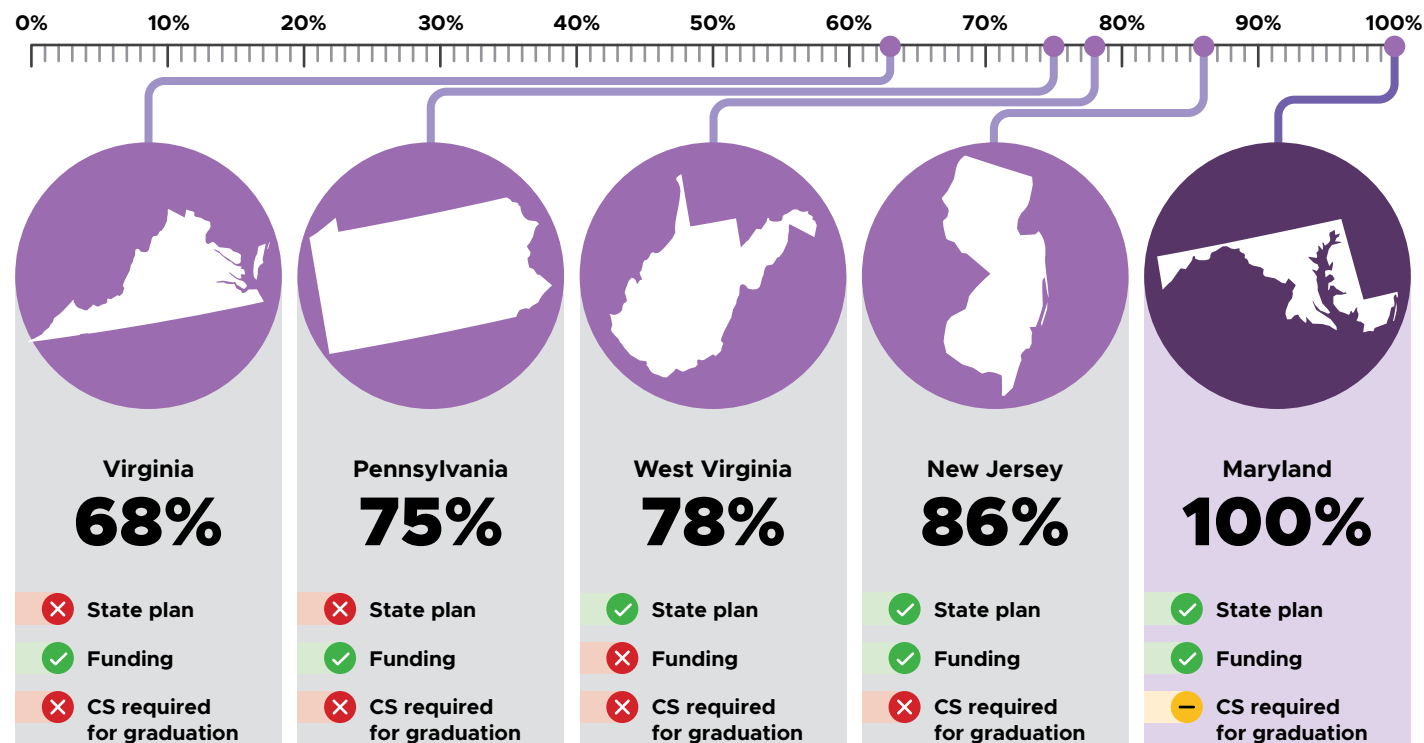 0% 10% 20% 30% 40% 50% 60% 70% 80% 90% 100%
Virginia
68%
State plan
Funding
CS required
for graduation
Pennsylvania
75%
State plan
Funding
CS required
for graduation
West Virginia
78%
State plan
Funding
CS required
for graduation
New Jersey
86%
State plan
Funding
CS required
for graduation
Maryland
100%
State plan
Funding
CS required
for graduation